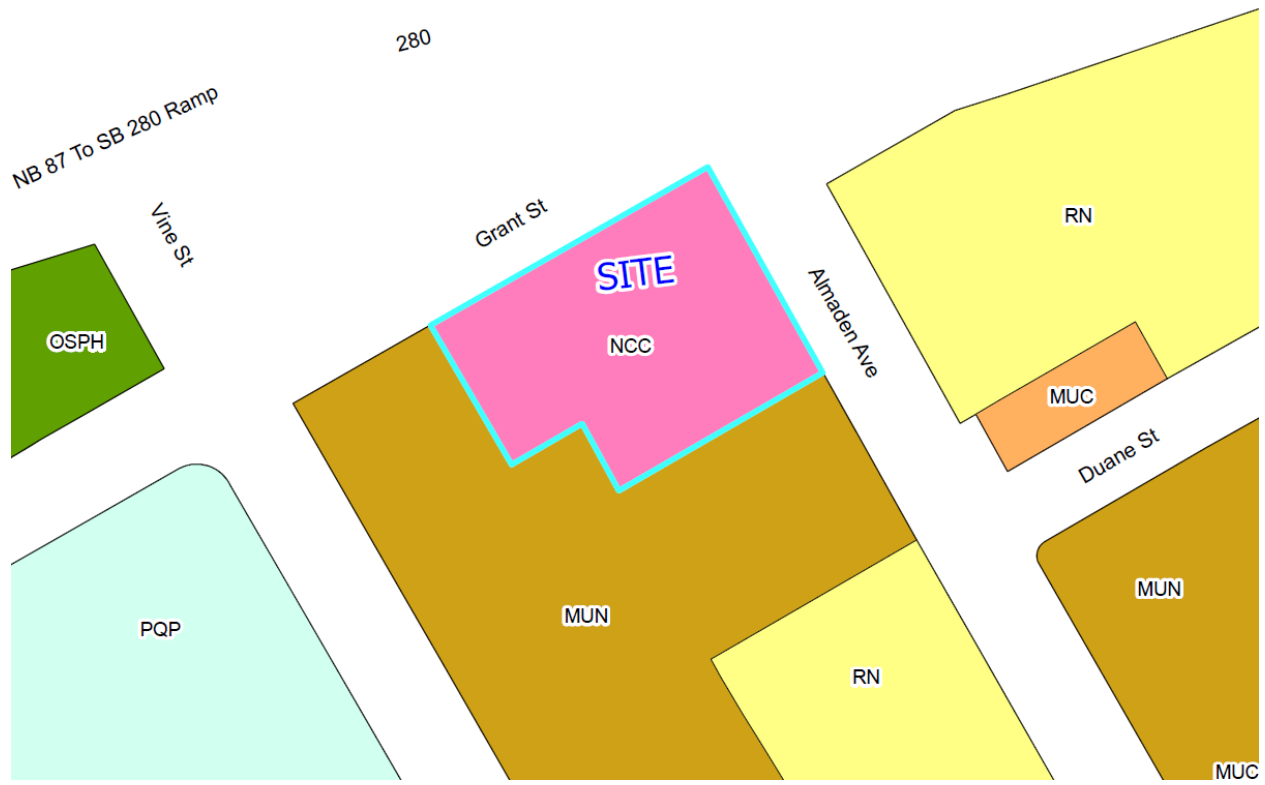 280
NB 87 To SB 280 Ramp
Vine St
Grant St
RN
SITE
Almaden Ave
OSPH
NCC
MUC
Duane St
MUN
MUN
PQP
RN
MUC